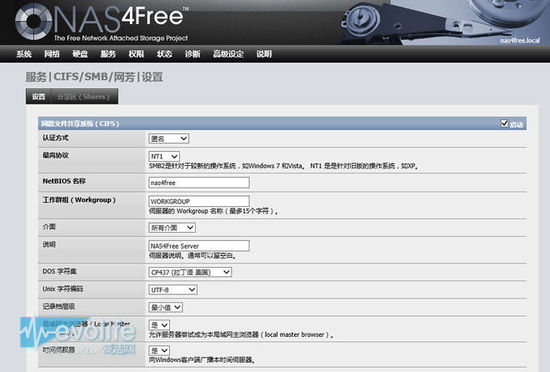 NAS4Free™
The Free Network Attached Storage Project
nas4free.local
系统 网络 硬盘 服务 权限 状态 诊断 高级设定 说明
服务|CIFS/SMB/网芳|设置
设置 分享区 (Shares)
网路文件共享系统 (CIFS) 启动
认证方式 匿名
最高协议 NT1
SMB2是针对于较新的操作系统，如Windows 7 和Vista。 NT1 是是针对旧版的操作系统，如XP。
NetBIOS 名称 nas4free
工作群组 (Workgroup) WORKGROUP
伺服器的 Workgroup 名称 (最多15个字符) 。
介面 所有介面
说明 NAS4Free Server
伺服器说明。通常可以留空白。
DOS 字符集 CP437 (拉丁语 美国)
Unix 字符编码 UTF-8
记录档层级 最小值
局域网主浏览器 / Local Master 是
允许服务器尝试成为本局域网主浏览器 (local master browser) 。
时间伺服器 是
向Windows客户端广播本时间伺服器。
evolife
爱活网